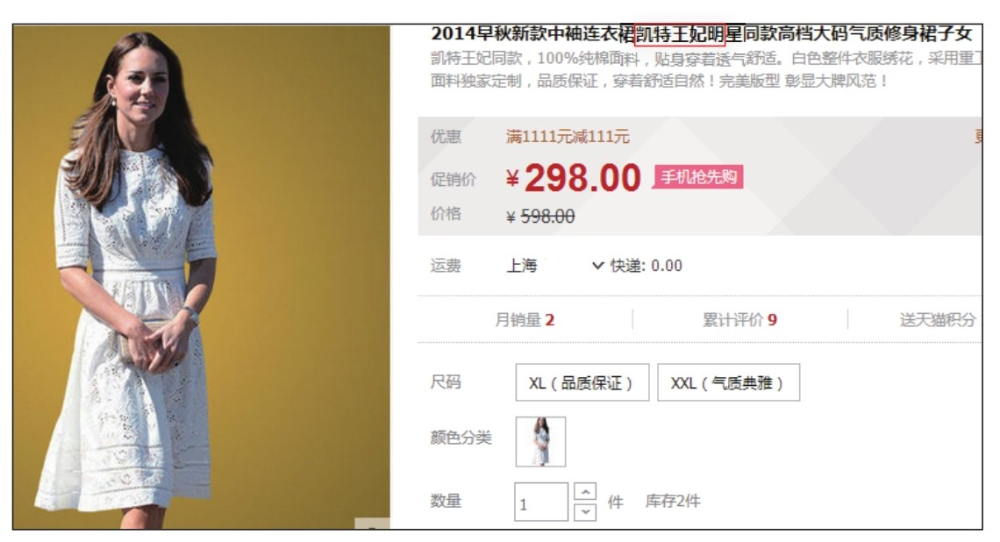 2014早秋新款中袖连衣裙凯特王妃明星同款高档大码气质修身裙子女
凯特王妃同款，100%纯棉面料，贴身穿着透气舒适。白色整件衣服绣花，采用重工
面料独家定制，品质保证，穿着舒适自然！完美版型 彰显大牌风范！
优惠 满1111元减111元
促销价 ¥298.00 手机抢先购
价格 ¥ 598.00
运费 上海 快递: 0.00
月销量 2 累计评价 9 送天猫积分
尺码 XL（品质保证） XXL（气质典雅）
颜色分类
数量 1 件 库存2件